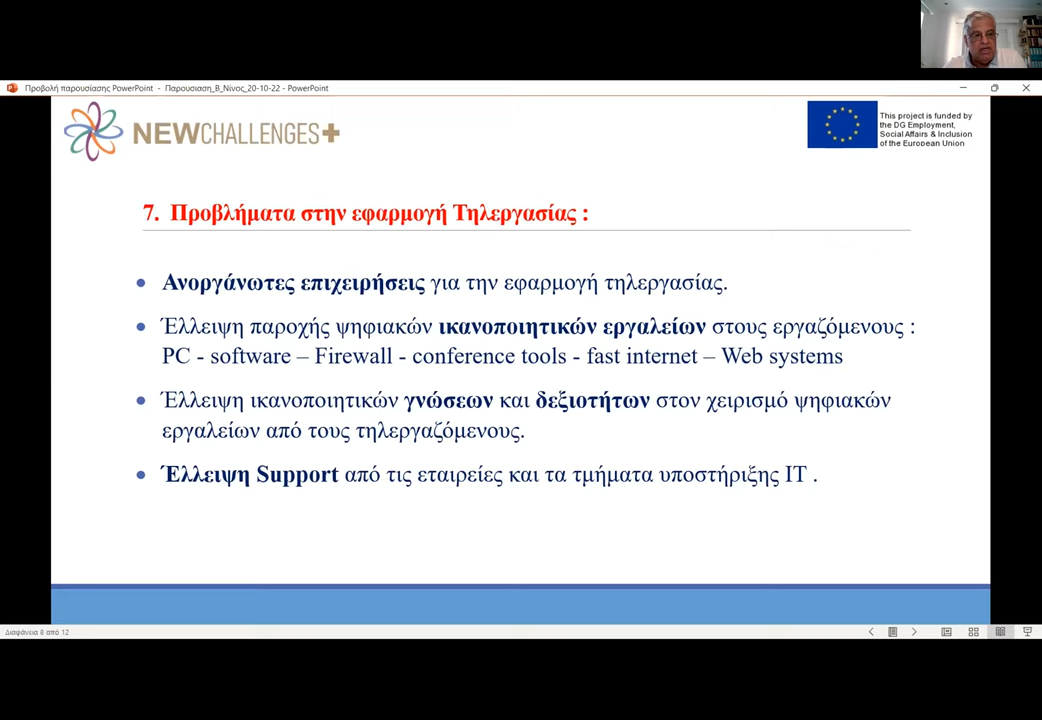 Προβολή παρουσίασης PowerPoint - Παρουσιαση_Β_Νίνος_20-10-22 - PowerPoint
NEWCHALLENGES+
This project is funded by
the DG Employment,
Social Affairs & Inclusion
of the European Union
7. Προβλήματα στην εφαρμογή Τηλεργασίας :
• Ανοργάνωτες επιχειρήσεις για την εφαρμογή τηλεργασίας.
• Έλλειψη παροχής ψηφιακών ικανοποιητικών εργαλείων στους εργαζόμενους :
PC - software – Firewall - conference tools - fast internet – Web systems
• Έλλειψη ικανοποιητικών γνώσεων και δεξιοτήτων στον χειρισμό ψηφιακών
εργαλείων από τους τηλεργαζόμενους.
• Έλλειψη Support από τις εταιρείες και τα τμήματα υποστήριξης IT .
Διαφάνεια 8 από 12